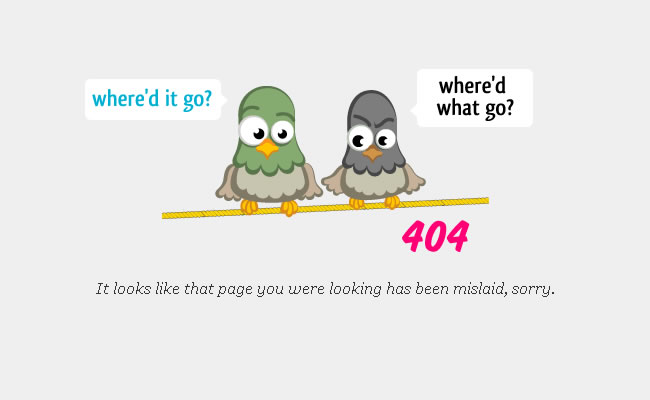 where'd it go?
where'd
what go?
404
It looks like that page you were looking has been mislaid, sorry.